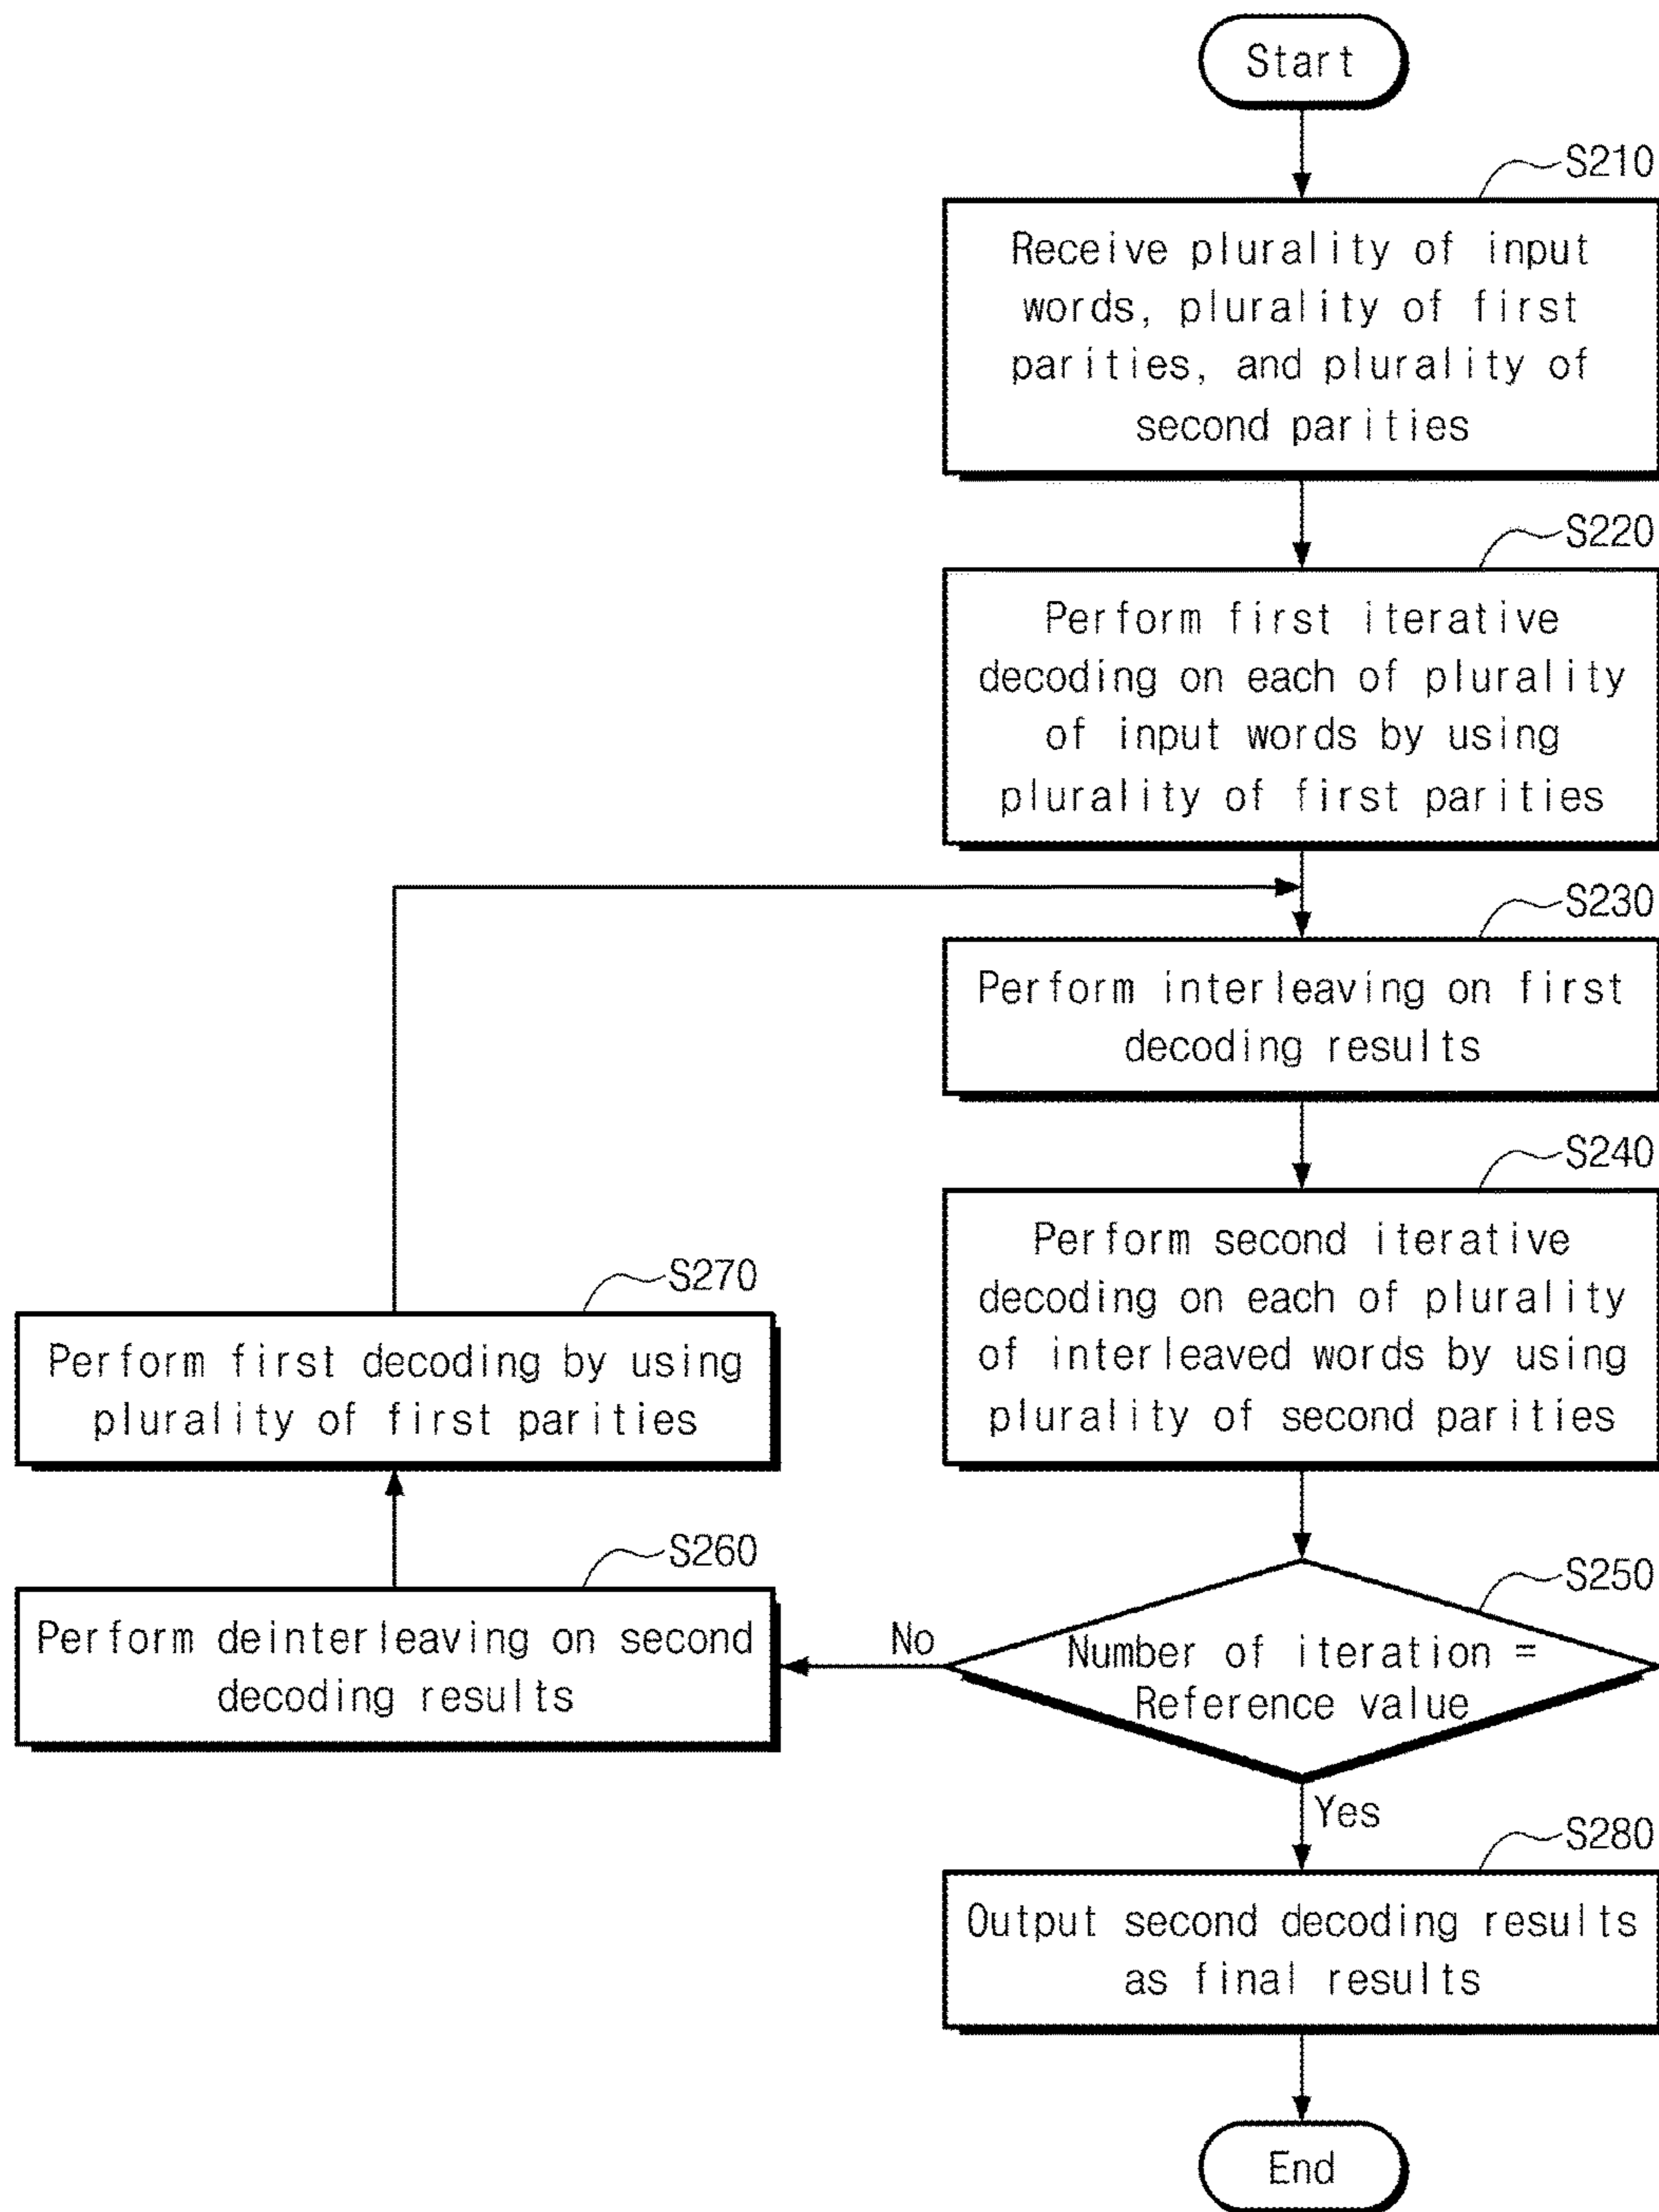 Start
S210
Receive plurality of input
words, plurality of first
parities, and plurality of
second parities
S220
Perform first iterative
decoding on each of plurality
of input words by using
plurality of first parities
S230
Perform interleaving on first
decoding results
S240
Perform second iterative
decoding on each of plurality
of interleaved words by using
plurality of second parities
S270
Perform first decoding by using
plurality of first parities
S260
Perform deinterleaving on second
decoding results
No
S250
Number of iteration =
Reference value
Yes
S280
Output second decoding results
as final results
End